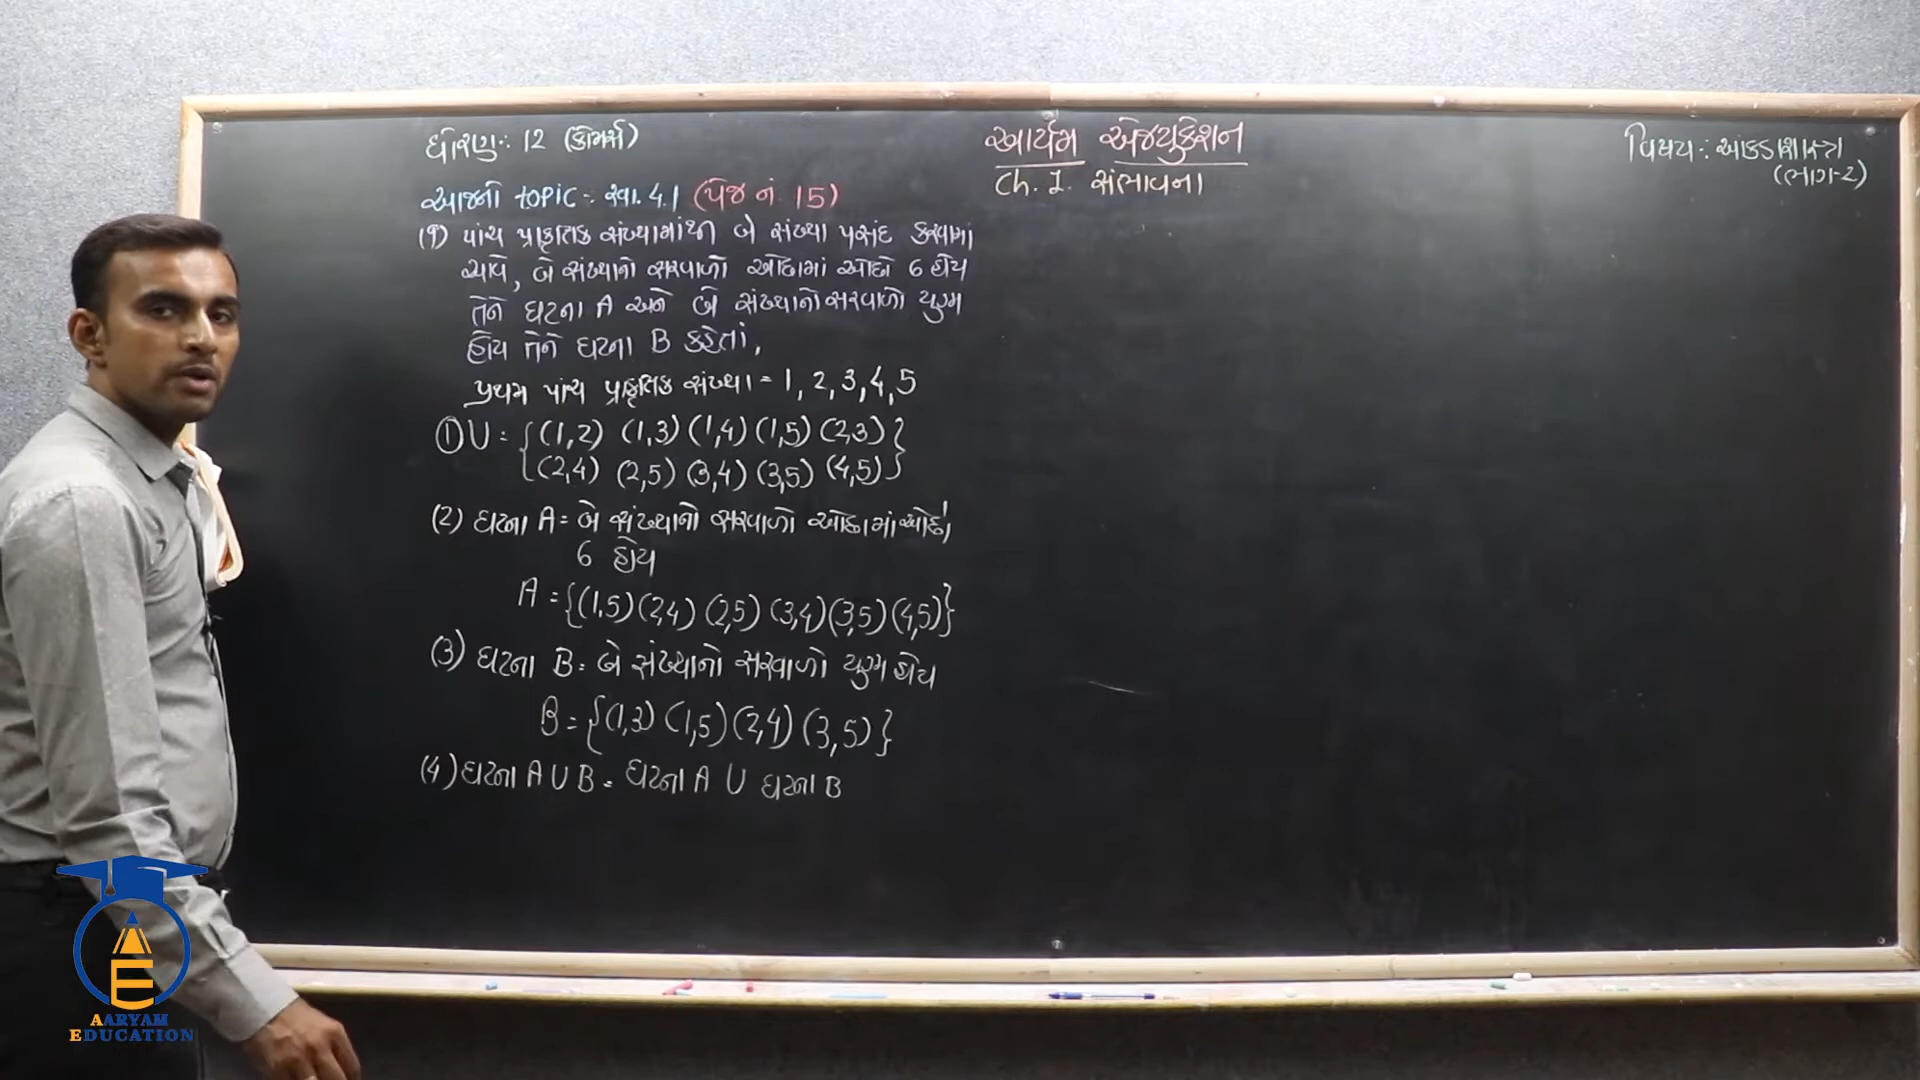 ધોરણ: 12 (કોમર્સ)
આર્યમ એજ્યુકેશન
વિષય: આંકડાશાસ્ત્ર
(ભાગ-2)
Ch. 1. સંભાવના
આજનો topic: સ્વા. 4.1 (પેજ નં. 15)
(1) પાંચ પ્રાકૃતિક સંખ્યામાંથી બે સંખ્યા પસંદ કરવામાં
આવે, બે સંખ્યાનો સરવાળો ઓછામાં ઓછો 6 હોય
તેને ઘટના A અને બે સંખ્યાનો સરવાળો યુગ્મ
હોય તેને ઘટના B કહેતાં,
પ્રથમ પાંચ પ્રાકૃતિક સંખ્યા = 1, 2, 3, 4, 5
① U = {(1,2) (1,3) (1,4) (1,5) (2,3)
(2,4) (2,5) (3,4) (3,5) (4,5)}
(2) ઘટના A = બે સંખ્યાનો સરવાળો ઓછામાં ઓછો
6 હોય
A = {(1,5) (2,4) (2,5) (3,4) (3,5) (4,5)}
(3) ઘટના B = બે સંખ્યાનો સરવાળો યુગ્મ હોય
B = {(1,3) (1,5) (2,4) (3,5)}
(4) ઘટના A U B = ઘટના A U ઘટના B
AARYAM
EDUCATION